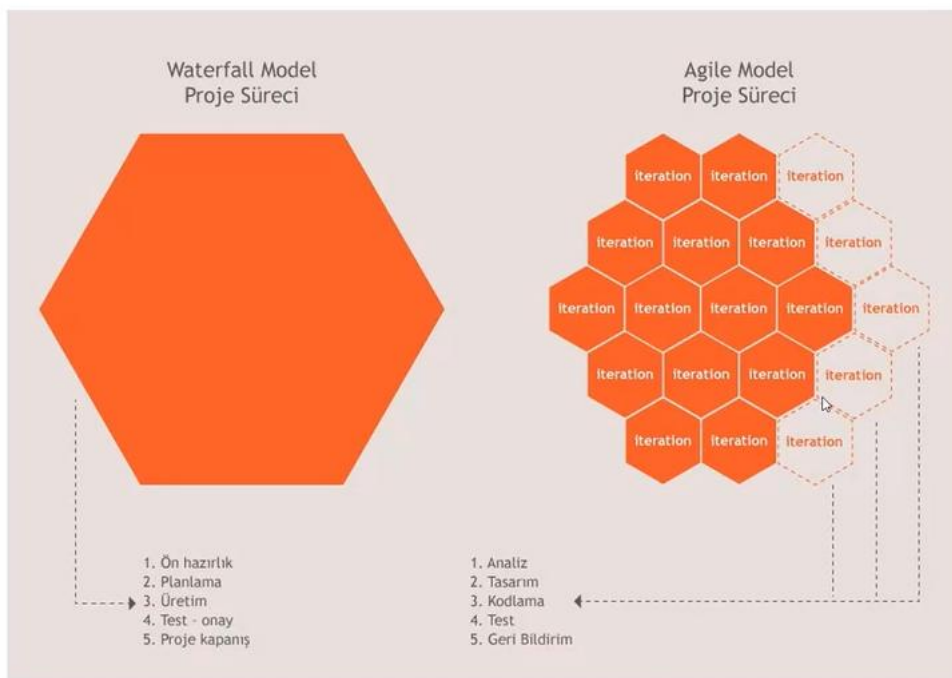 Waterfall Model
Proje Süreci
Agile Model
Proje Süreci
iteration iteration iteration
iteration iteration iteration iteration
iteration iteration iteration iteration iteration
iteration iteration iteration iteration
iteration iteration iteration
1. Ön hazırlık
2. Planlama
3. Üretim
4. Test - onay
5. Proje kapanış
1. Analiz
2. Tasarım
3. Kodlama
4. Test
5. Geri Bildirim